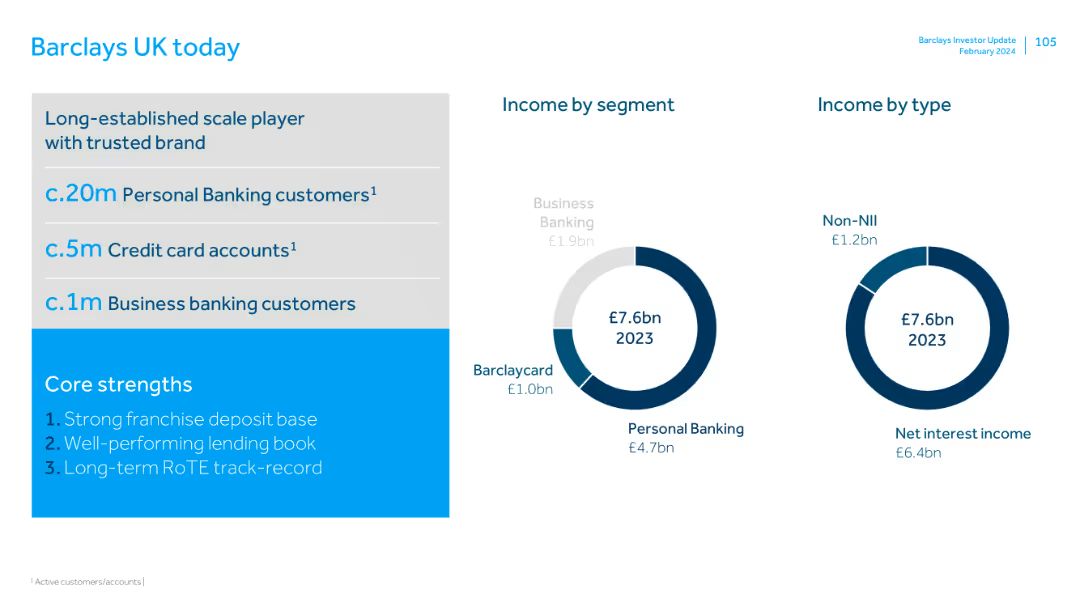 Barclays UK today
Barclays Investor Update
February 2024
105
Long-established scale player
with trusted brand
c.20m Personal Banking customers¹
c.5m Credit card accounts¹
c.1m Business banking customers
Core strengths
1. Strong franchise deposit base
2. Well-performing lending book
3. Long-term RoTE track-record
Income by segment
Business
Banking
£1.9bn
£7.6bn
2023
Barclaycard
£1.0bn
Personal Banking
£4.7bn
Income by type
Non-NII
£1.2bn
£7.6bn
2023
Net interest income
£6.4bn
¹ Active customers/accounts|